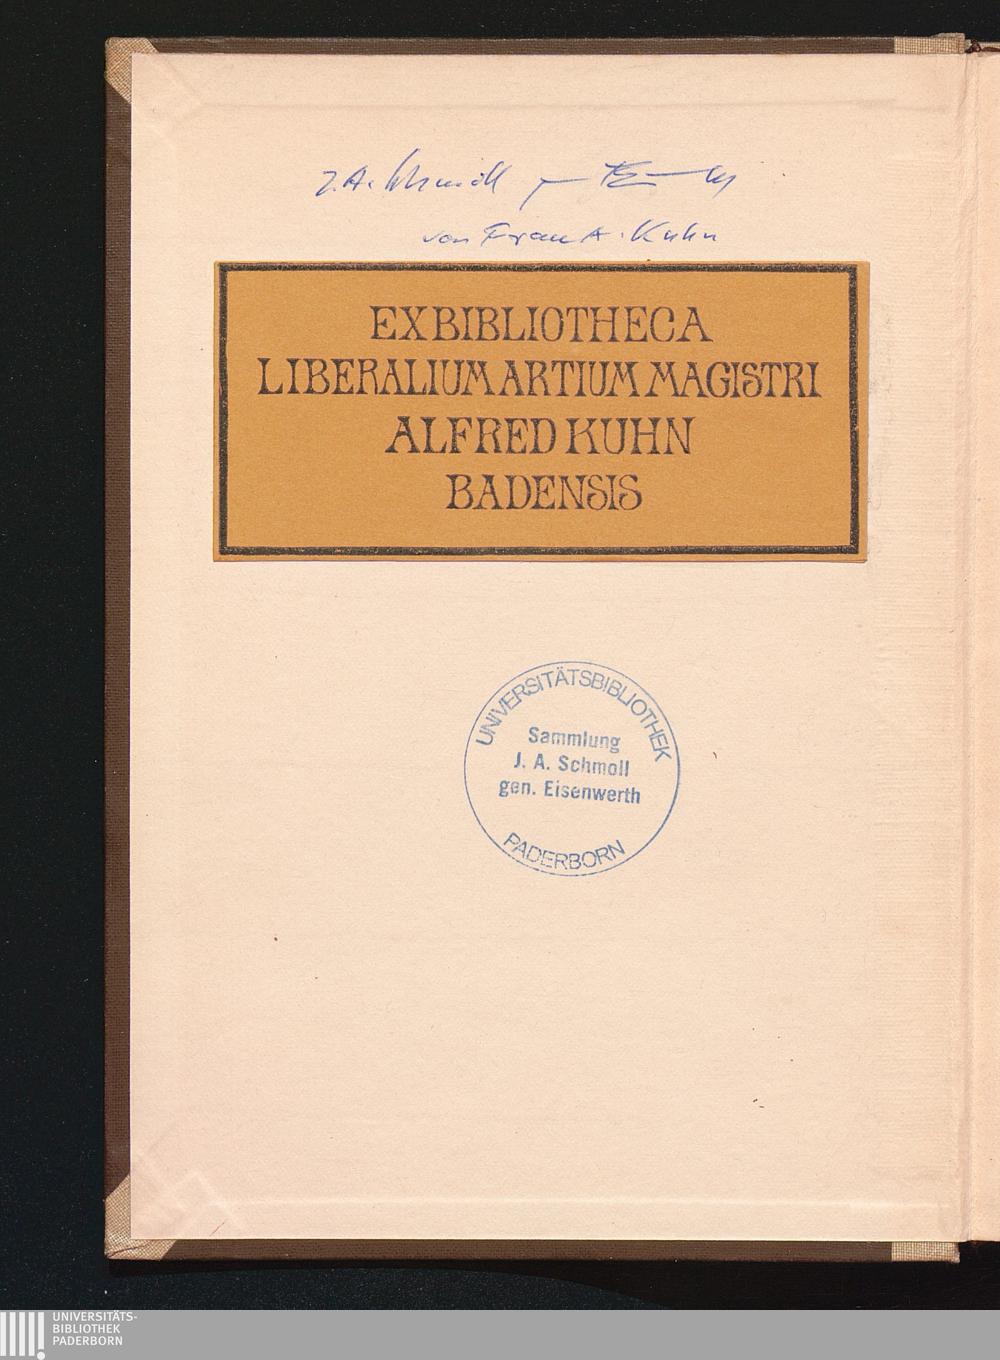 J. A. Schmoll
von Frau A. Kuhn
EX BIBLIOTHECA
LIBERALIUM ARTIUM MAGISTRI
ALFRED KUHN
BADENSIS
UNIVERSITÄTSBIBLIOTHEK
Sammlung
J. A. Schmoll
gen. Eisenwerth
PADERBORN
UNIVERSITÄTS-
BIBLIOTHEK
PADERBORN